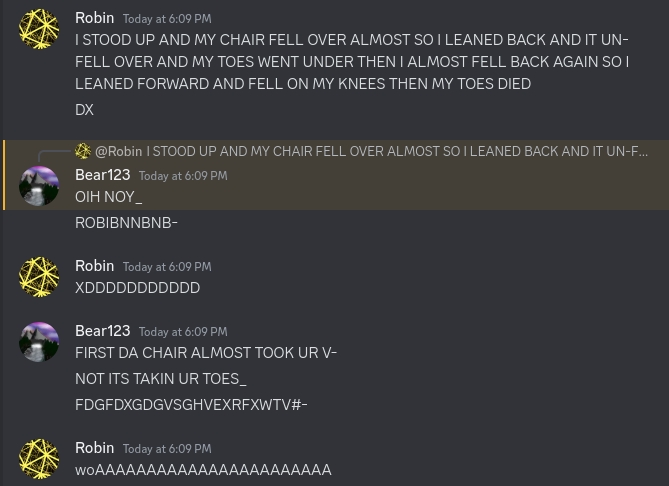 Robin Today at 6:09 PM
I STOOD UP AND MY CHAIR FELL OVER ALMOST SO I LEANED BACK AND IT UN-
FELL OVER AND MY TOES WENT UNDER THEN I ALMOST FELL BACK AGAIN SO I
LEANED FORWARD AND FELL ON MY KNEES THEN MY TOES DIED
DX
@Robin I STOOD UP AND MY CHAIR FELL OVER ALMOST SO I LEANED BACK AND IT UN-F...
Bear123 Today at 6:09 PM
OIH NOY_
ROBIBNNBNB-
Robin Today at 6:09 PM
XDDDDDDDDDDD
Bear123 Today at 6:09 PM
FIRST DA CHAIR ALMOST TOOK UR V-
NOT ITS TAKIN UR TOES_
FDGFDXGDGVSGHVEXRFXWTV#-
Robin Today at 6:09 PM
woAAAAAAAAAAAAAAAAAAAAAAA